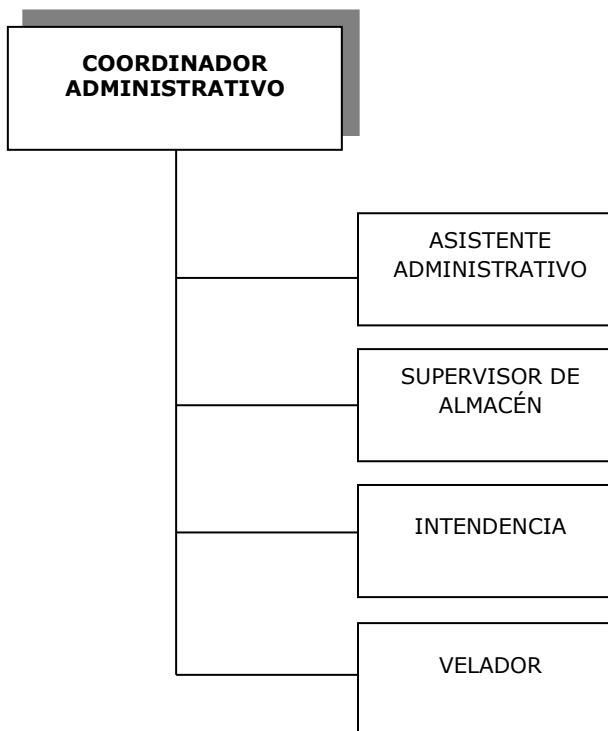 COORDINADOR
ADMINISTRATIVO
ASISTENTE
ADMINISTRATIVO
SUPERVISOR DE
ALMACÉN
INTENDENCIA
VELADOR